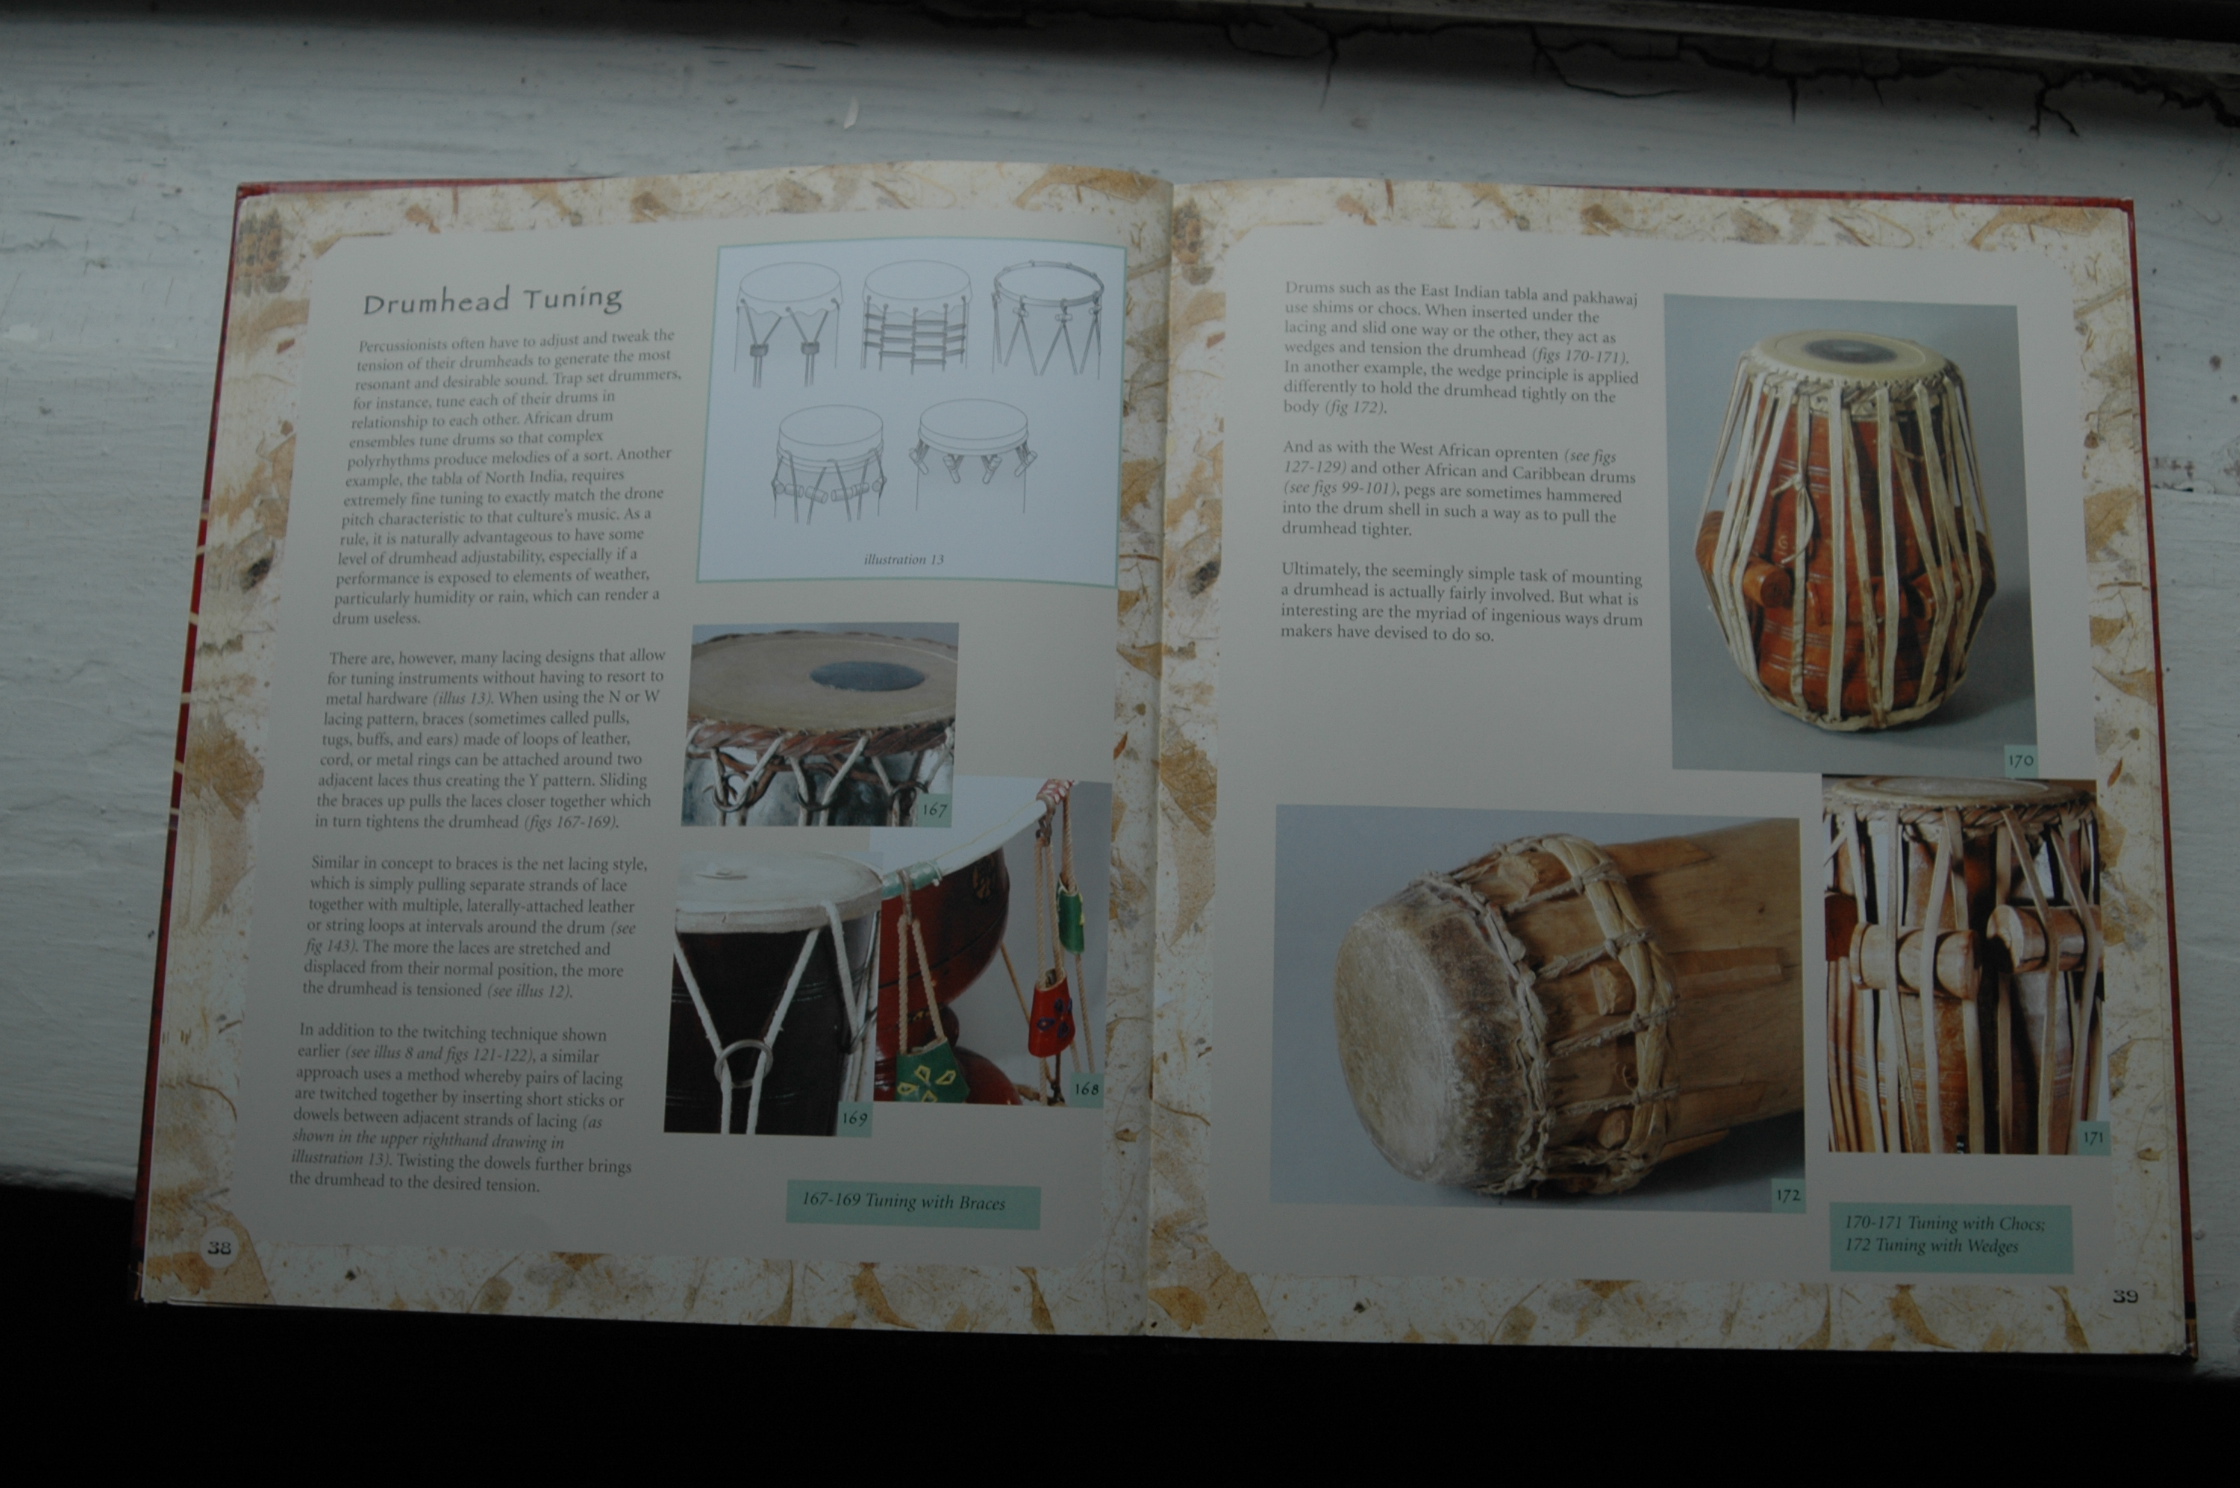 Drumhead Tuning
Percussionists often have to adjust and tweak the
tension of their drumheads to generate the most
resonant and desirable sound. Trap set drummers,
for instance, tune each of their drums in
relationship to each other. African drum
ensembles tune drums so that complex
polyrhythms produce melodies of a sort. Another
example, the tabla of North India, requires
extremely fine tuning to exactly match the drone
pitch characteristic to that culture's music. As a
rule, it is naturally advantageous to have some
level of drumhead adjustability, especially if a
performance is exposed to elements of weather,
particularly humidity or rain, which can render a
drum useless.
There are, however, many lacing designs that allow
for tuning instruments without having to resort to
metal hardware (illus 13). When using the N or W
lacing pattern, braces (sometimes called pulls,
tugs, buffs, and ears) made of loops of leather,
cord, or metal rings can be attached around two
adjacent laces thus creating the Y pattern. Sliding
the braces up pulls the laces closer together which
in turn tightens the drumhead (figs 167-169).
Similar in concept to braces is the net lacing style,
which is simply pulling separate strands of lace
together with multiple, laterally-attached leather
or string loops at intervals around the drum (see
fig 143). The more the laces are stretched and
displaced from their normal position, the more
the drumhead is tensioned (see illus 12).
In addition to the twitching technique shown
earlier (see illus 8 and figs 121-122), a similar
approach uses a method whereby pairs of lacing
are twitched together by inserting short sticks or
dowels between adjacent strands of lacing (as
shown in the upper righthand drawing in
illustration 13). Twisting the dowels further brings
the drumhead to the desired tension.
38
illustration 13
167
168
169
167-169 Tuning with Braces
Drums such as the East Indian tabla and pakhawaj
use shims or chocs. When inserted under the
lacing and slid one way or the other, they act as
wedges and tension the drumhead (figs 170-171).
In another example, the wedge principle is applied
differently to hold the drumhead tightly on the
body (fig 172).
And as with the West African oprenten (see figs
127-129) and other African and Caribbean drums
(see figs 99-101), pegs are sometimes hammered
into the drum shell in such a way as to pull the
drumhead tighter.
Ultimately, the seemingly simple task of mounting
a drumhead is actually fairly involved. But what is
interesting are the myriad of ingenious ways drum
makers have devised to do so.
170
171
172
170-171 Tuning with Chocs;
172 Tuning with Wedges
39